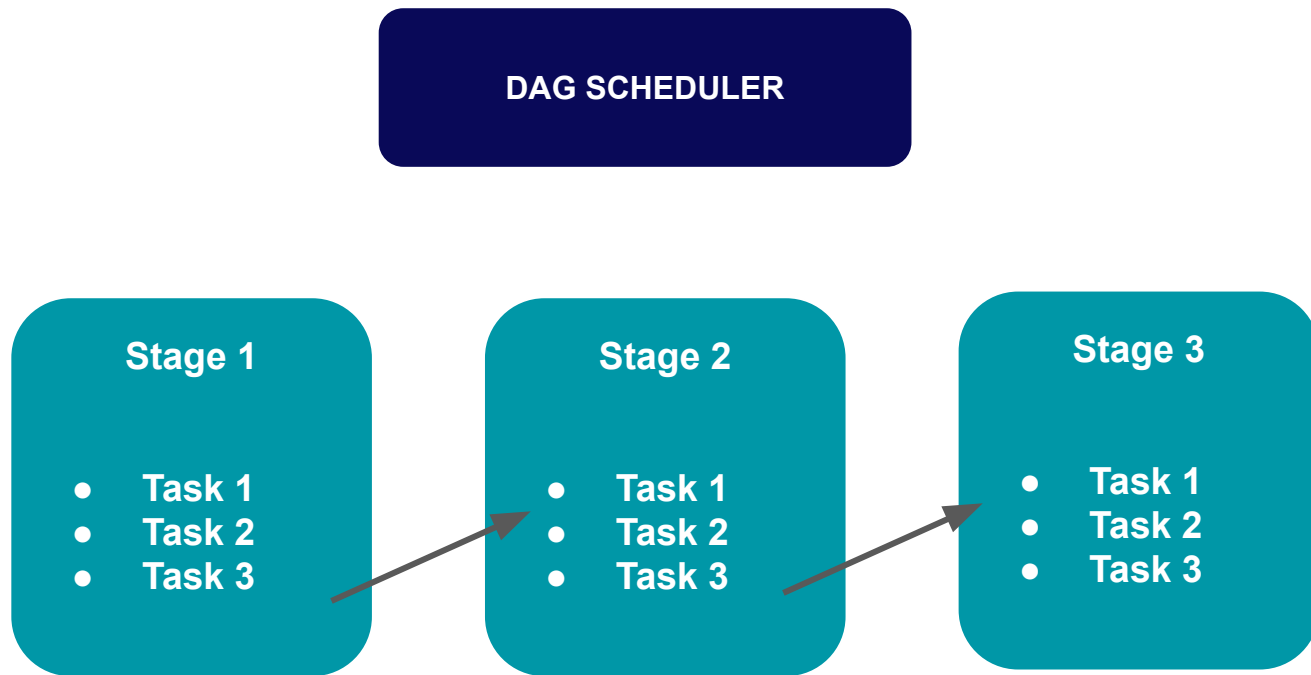 DAG SCHEDULER
Stage 1
● Task 1
● Task 2
● Task 3
Stage 2
● Task 1
● Task 2
● Task 3
Stage 3
● Task 1
● Task 2
● Task 3